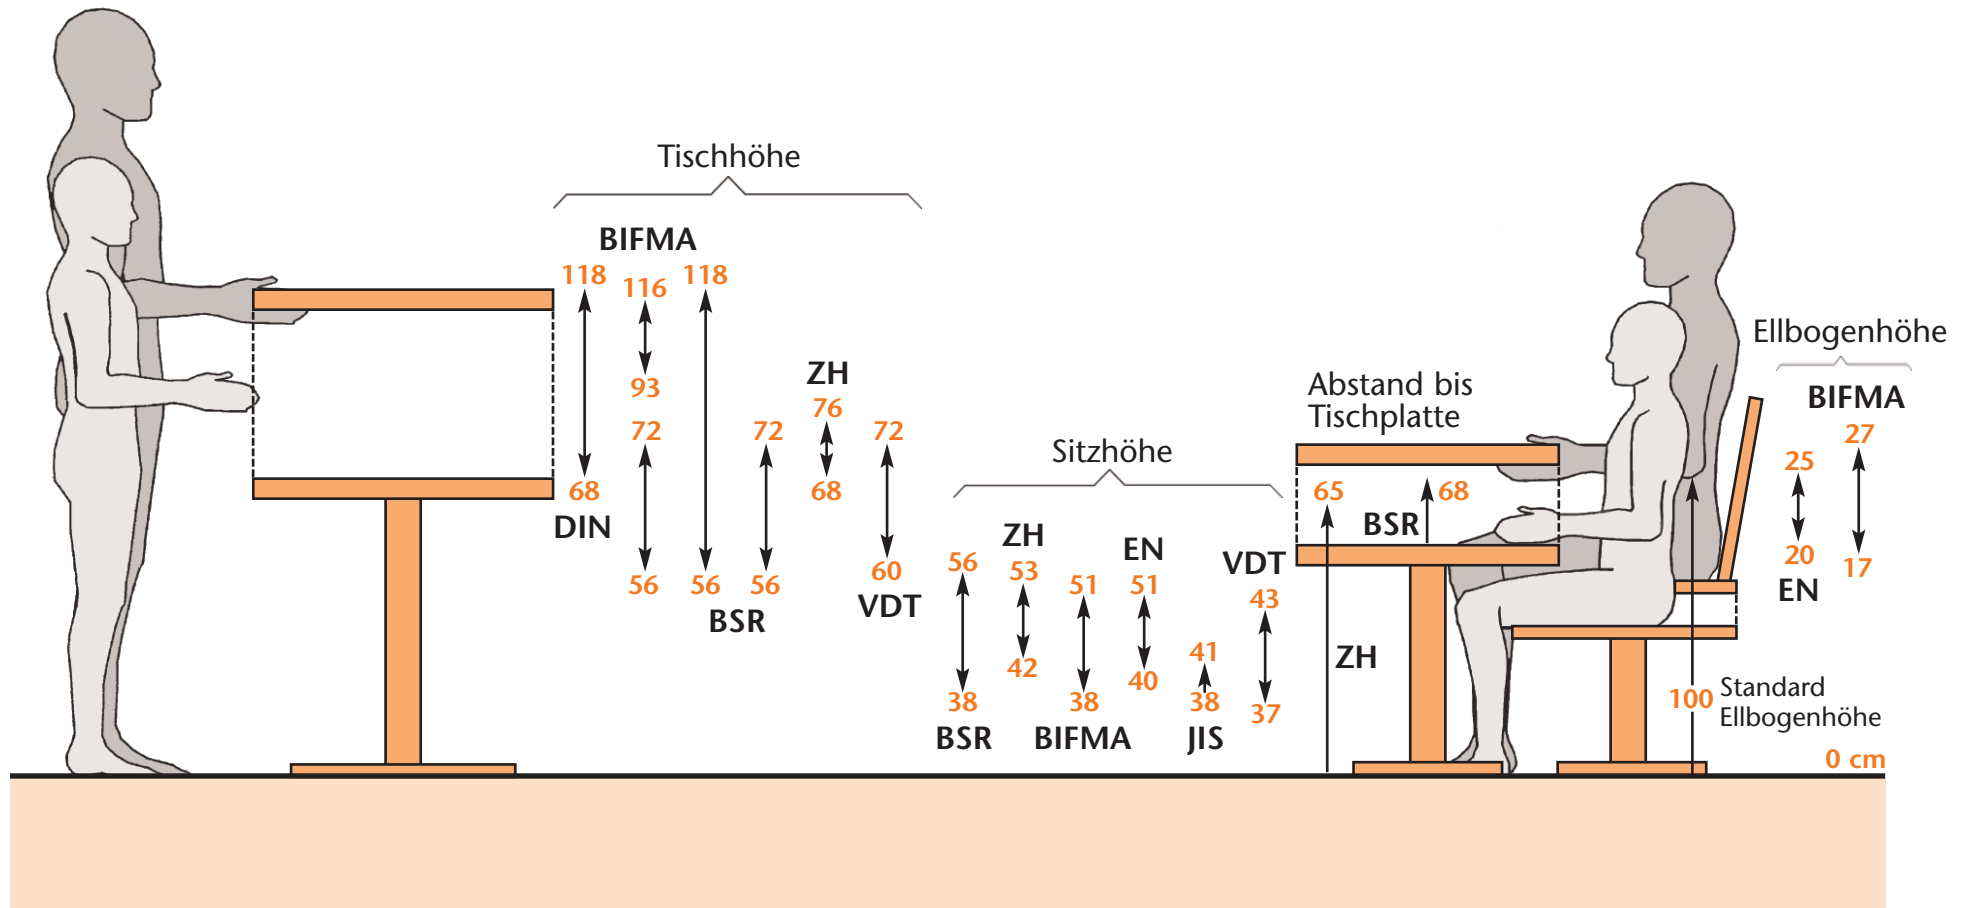 Tischhöhe
BIFMA
118
116
118
93
72
ZH
76
72
72
68
68
DIN
56
56
56
BSR
60
VDT
Sitzhöhe
56
38
BSR
ZH
53
42
51
38
BIFMA
EN
51
40
41
38
JIS
VDT
43
37
Abstand bis
Tischplatte
65
68
BSR
ZH
Ellbogenhöhe
BIFMA
27
25
20
17
EN
100
Standard
Ellbogenhöhe
0 cm